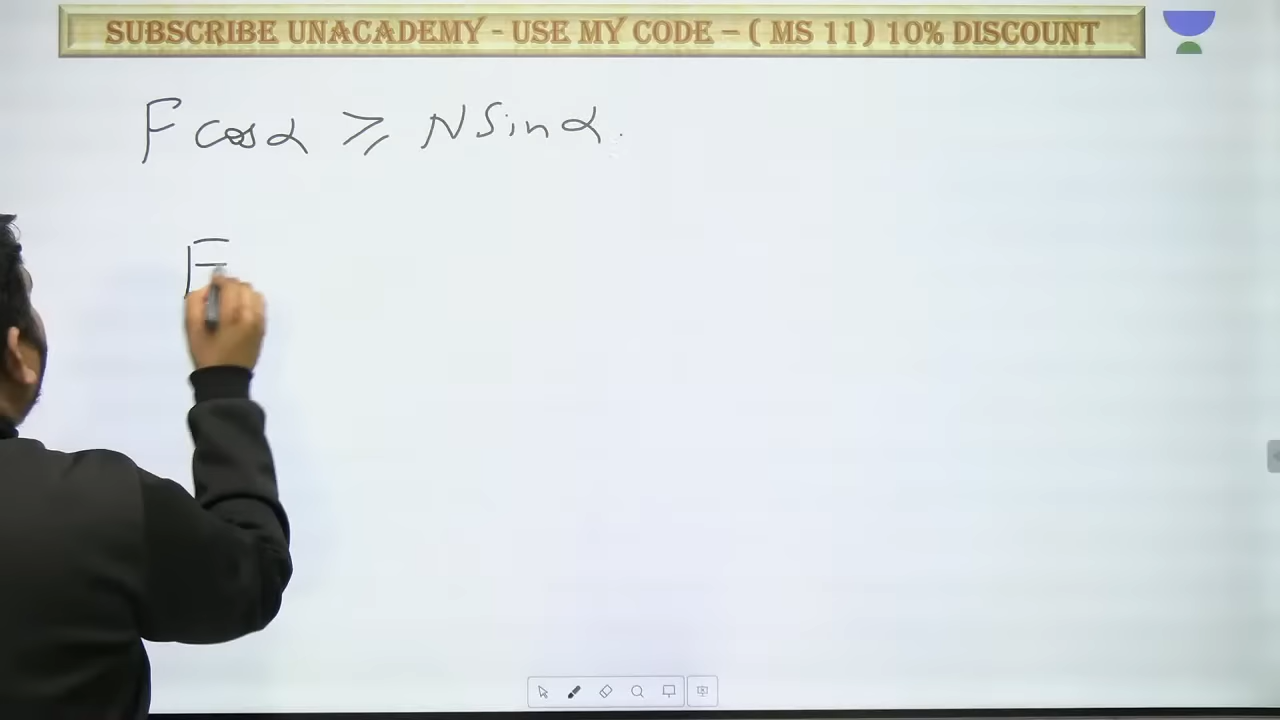 SUBSCRIBE UNACADEMY - USE MY CODE – ( MS 11) 10% DISCOUNT
F cosα ⩾ N Sinα.
F